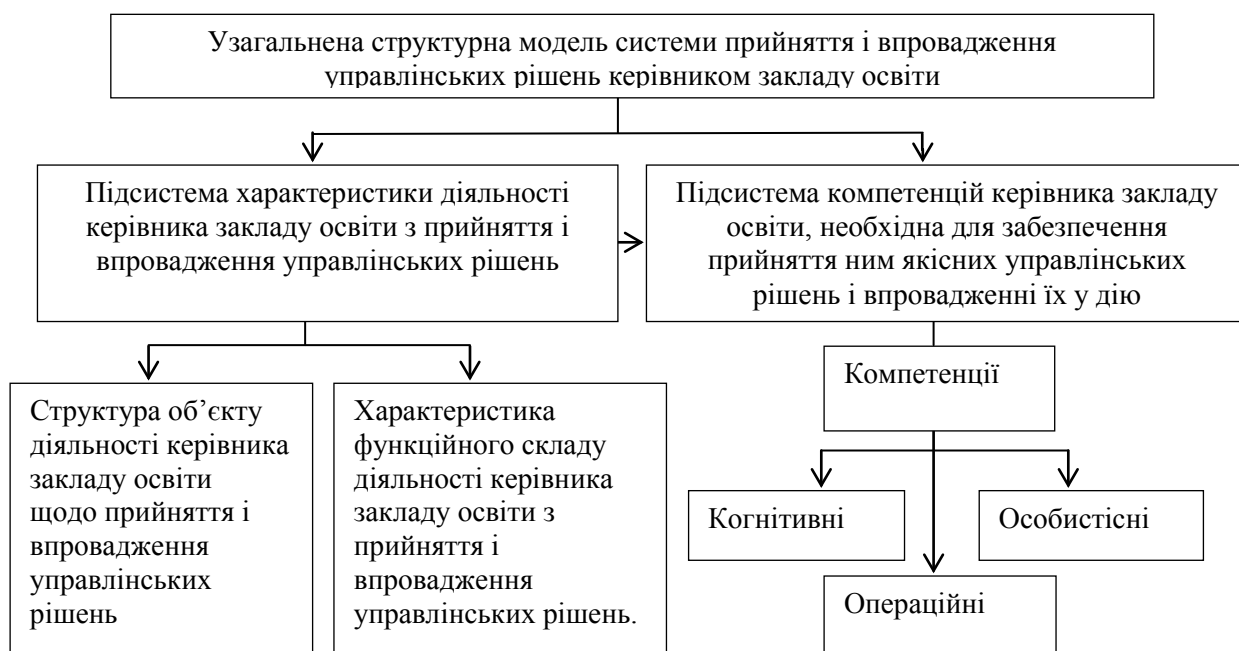 Узагальнена структурна модель системи прийняття і впровадження
управлінських рішень керівником закладу освіти
Підсистема характеристики діяльності
керівника закладу освіти з прийняття і
впровадження управлінських рішень
Підсистема компетенцій керівника закладу
освіти, необхідна для забезпечення
прийняття ним якісних управлінських
рішень і впровадженні їх у дію
Структура об’єкту
діяльності керівника
закладу освіти
щодо прийняття і
впровадження
управлінських
рішень
Характеристика
функційного складу
діяльності керівника
закладу освіти з
прийняття і
впровадження
управлінських рішень.
Компетенції
Когнітивні
Особистісні
Операційні